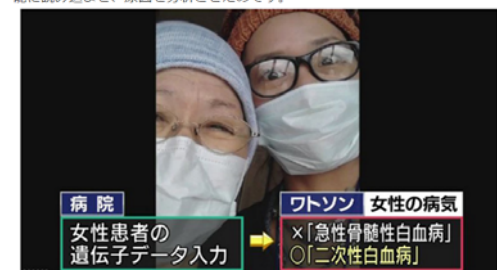 病院
女性患者の
遺伝子データ入力
ワトソン 女性の病気
×「急性骨髄性白血病」
○「二次性白血病」